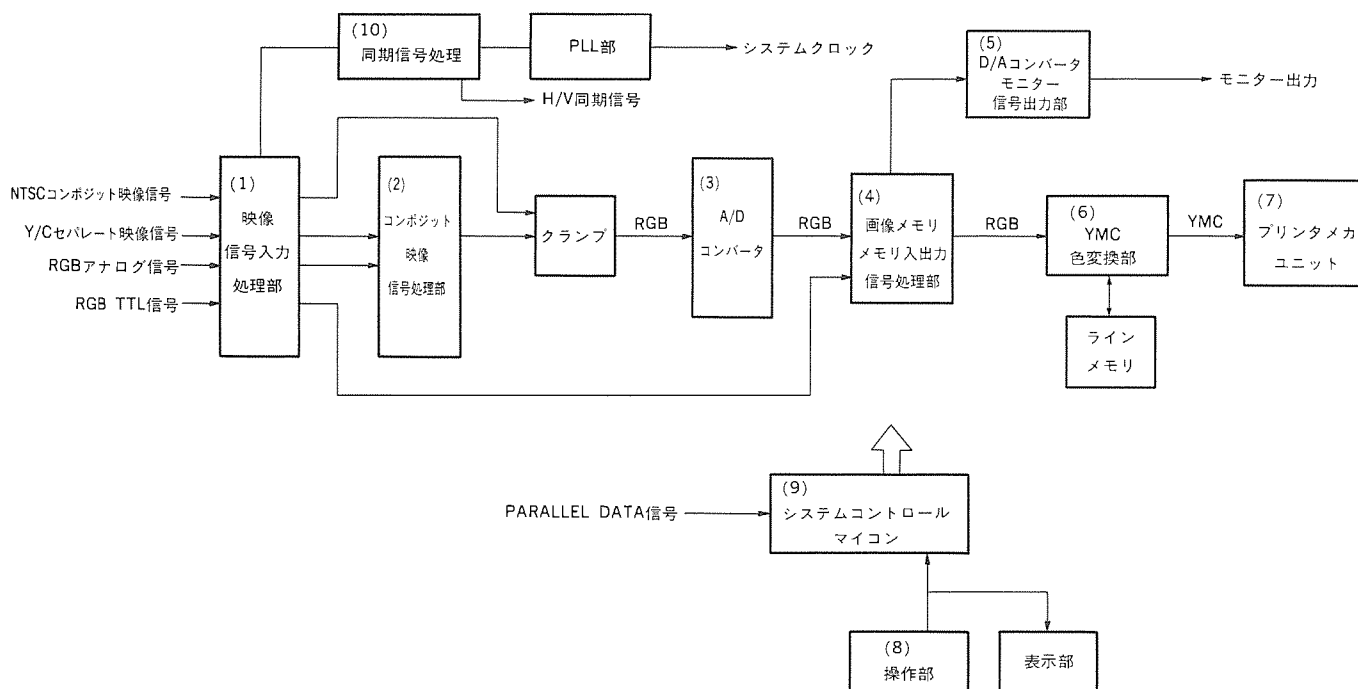 (10)
同期信号処理
PLL部
システムクロック
H/V同期信号
(5)
D/Aコンバータ
モニター
信号出力部
モニター出力
NTSCコンポジット映像信号
Y/Cセパレート映像信号
RGBアナログ信号
RGB TTL信号
(1)
映像
信号入力
処理部
(2)
コンポジット
映像
信号処理部
クランプ
RGB
(3)
A/D
コンバータ
RGB
(4)
画像メモリ
メモリ入出力
信号処理部
RGB
(6)
YMC
色変換部
YMC
(7)
プリンタメカ
ユニット
ライン
メモリ
PARALLEL DATA信号
(9)
システムコントロール
マイコン
(8)
操作部
表示部